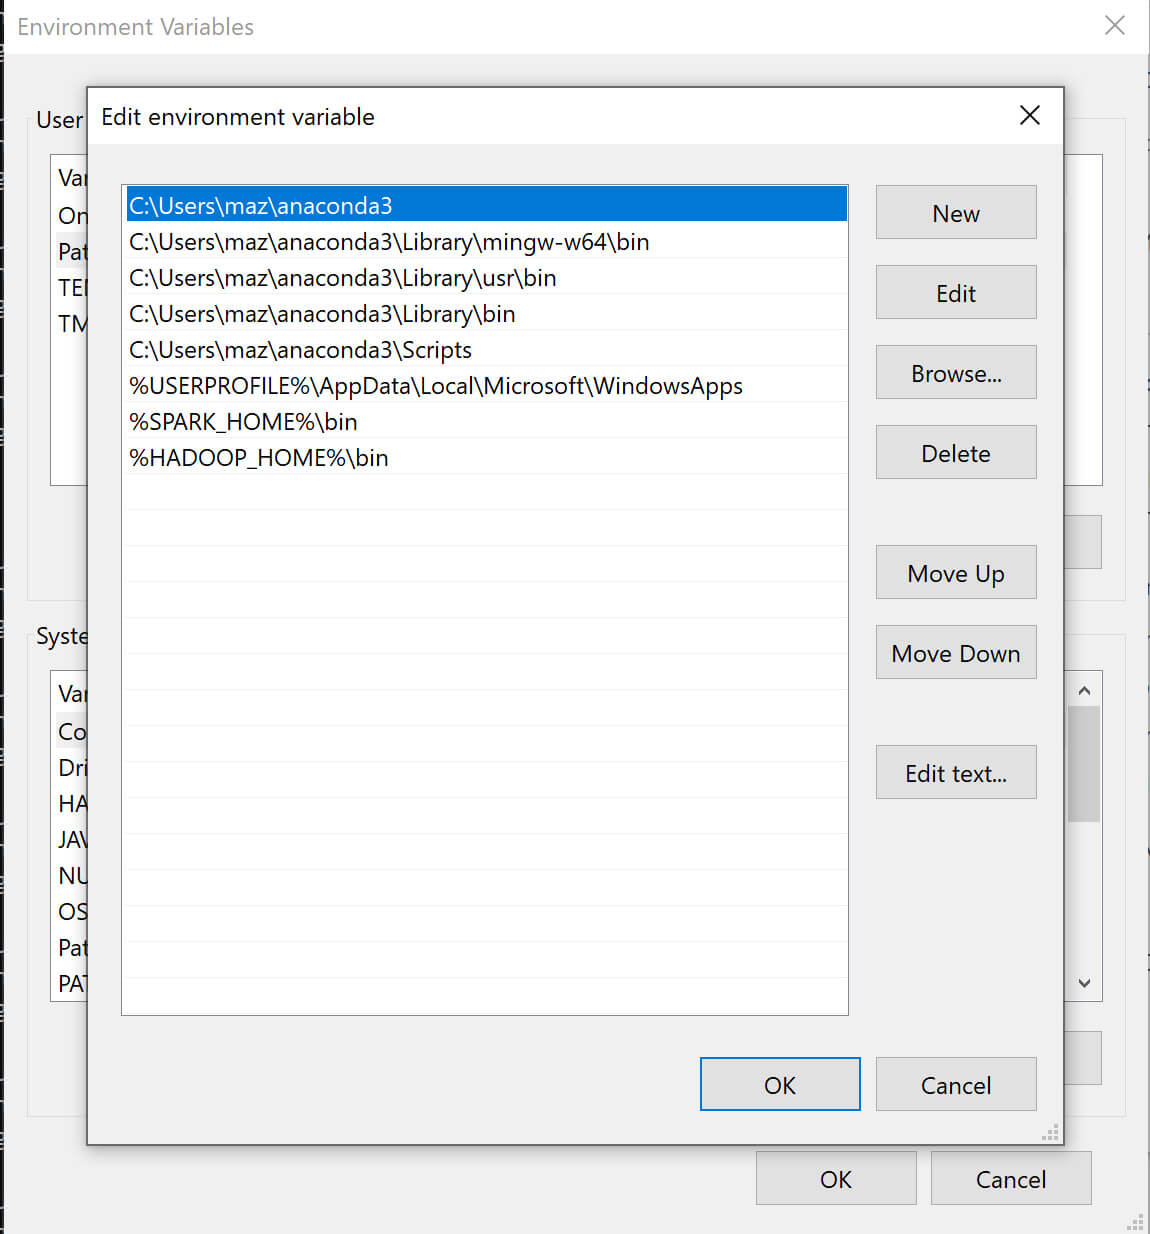 Environment Variables
User
Edit environment variable
Var
On
Pat
TE
TM
C:\Users\maz\anaconda3
C:\Users\maz\anaconda3\Library\mingw-w64\bin
C:\Users\maz\anaconda3\Library\usr\bin
C:\Users\maz\anaconda3\Library\bin
C:\Users\maz\anaconda3\Scripts
%USERPROFILE%\AppData\Local\Microsoft\WindowsApps
%SPARK_HOME%\bin
%HADOOP_HOME%\bin
New
Edit
Browse...
Delete
Move Up
Move Down
Edit text...
Syste
Var
Co
Dri
HA
JAV
NU
OS
Pat
PAT
OK
Cancel
OK
Cancel